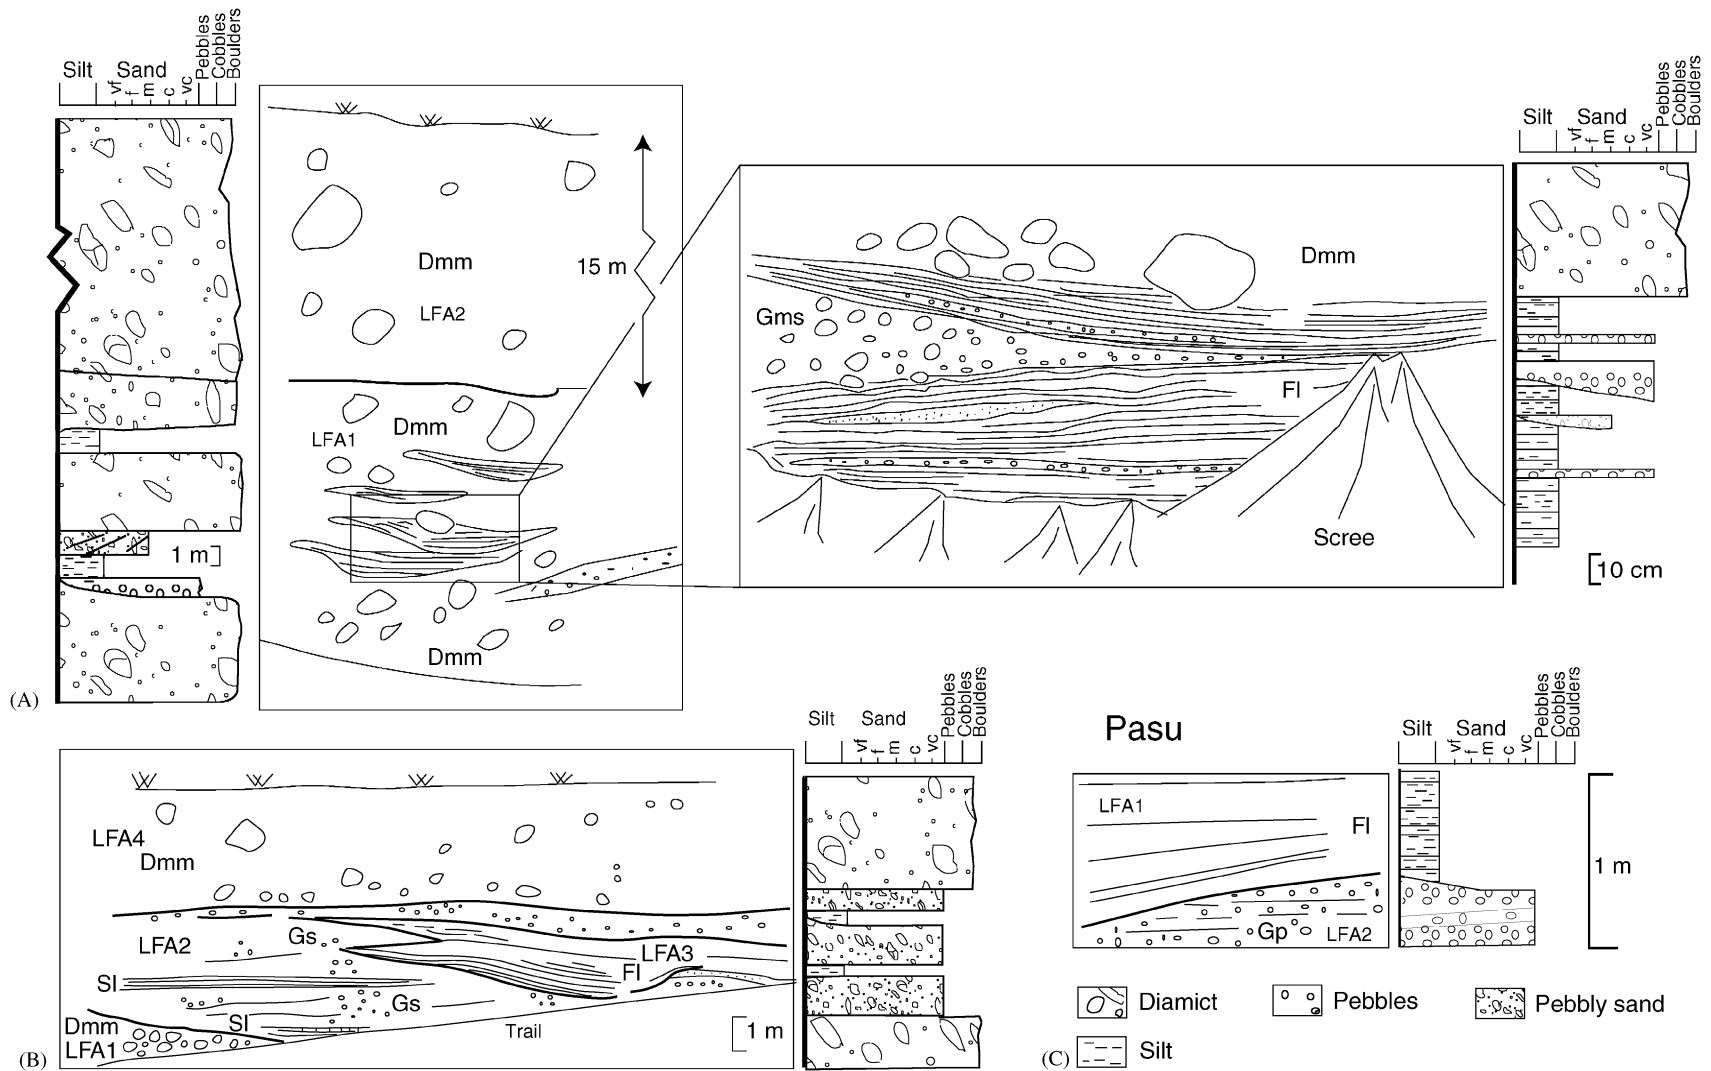 Silt Sand vf f m c vc Pebbles Cobbles Boulders
1 m
(A)
Dmm
LFA2
15 m
LFA1
Dmm
Dmm
Dmm
Gms
Fl
Scree
Silt Sand vf f m c vc Pebbles Cobbles Boulders
10 cm
LFA4
Dmm
LFA2
Gs
LFA3
Fl
Sl
Gs
Sl
Dmm
LFA1
Trail
1 m
(B)
Silt Sand vf f m c vc Pebbles Cobbles Boulders
Pasu
LFA1
Fl
Gp
LFA2
Silt Sand vf f m c vc Pebbles Cobbles Boulders
1 m
Diamict
Pebbles
Pebbly sand
(C)
Silt